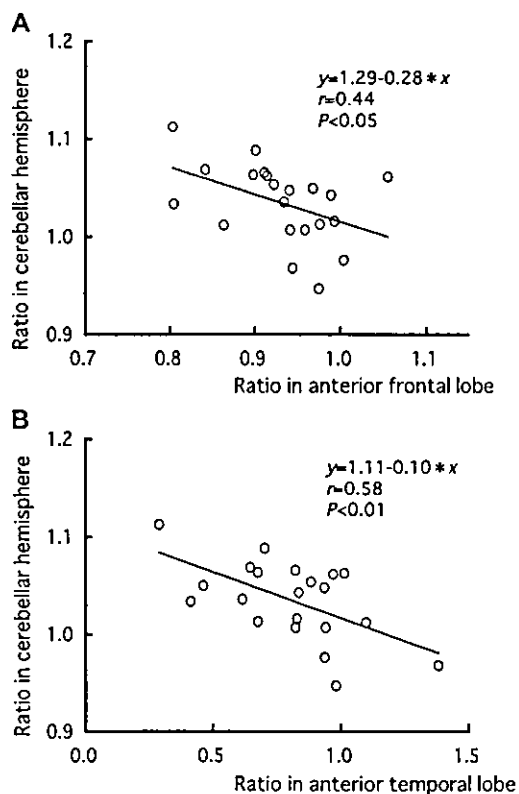 A
1.2
1.1
1.0
0.9
0.7
0.8
0.9
1.0
1.1
Ratio in cerebellar hemisphere
Ratio in anterior frontal lobe
y=1.29-0.28*x
r=0.44
P<0.05
B
1.2
1.1
1.0
0.9
0.0
0.5
1.0
1.5
Ratio in cerebellar hemisphere
Ratio in anterior temporal lobe
y=1.11-0.10*x
r=0.58
P<0.01